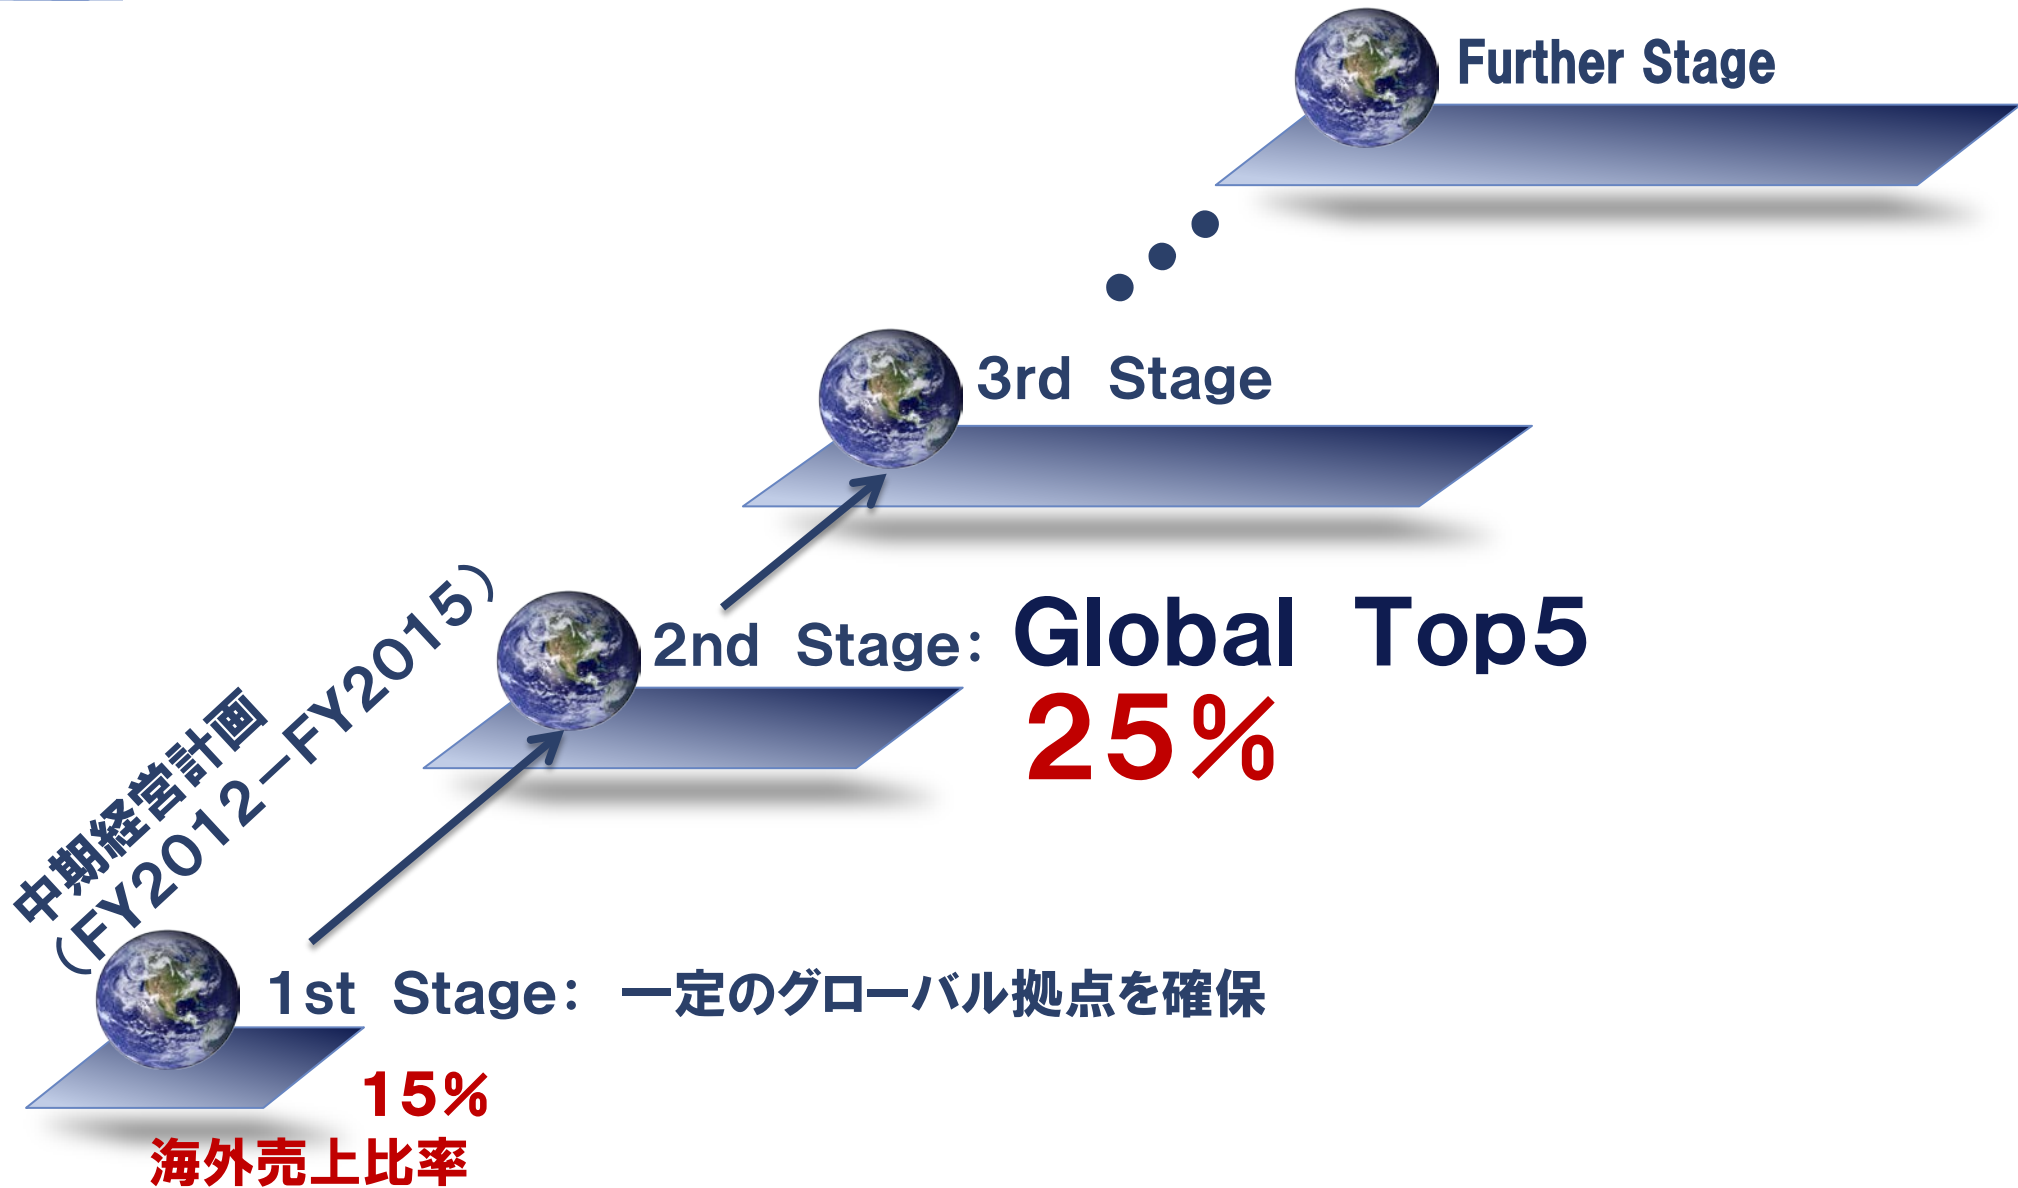 Further Stage
3rd Stage
2nd Stage: Global Top5
25%
中期経営計画
（FY2012－FY2015）
1st Stage: 一定のグローバル拠点を確保
15%
海外売上比率